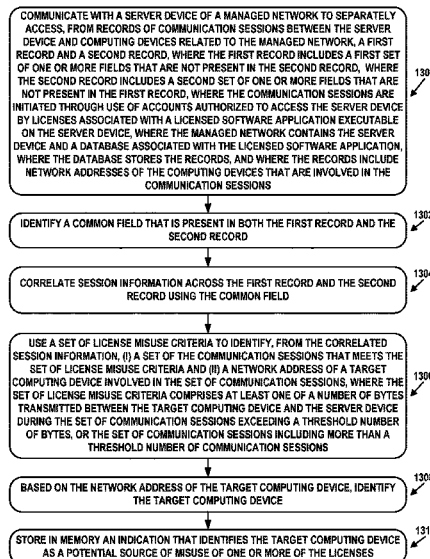 COMMUNICATE WITH A SERVER DEVICE OF A MANAGED NETWORK TO SEPARATELY
ACCESS, FROM RECORDS OF COMMUNICATION SESSIONS BETWEEN THE SERVER
DEVICE AND COMPUTING DEVICES RELATED TO THE MANAGED NETWORK, A FIRST
RECORD AND A SECOND RECORD, WHERE THE FIRST RECORD INCLUDES A FIRST SET
OF ONE OR MORE FIELDS THAT ARE NOT PRESENT IN THE SECOND RECORD, WHERE
THE SECOND RECORD INCLUDES A SECOND SET OF ONE OR MORE FIELDS THAT ARE
NOT PRESENT IN THE FIRST RECORD, WHERE THE COMMUNICATION SESSIONS ARE
INITIATED THROUGH USE OF ACCOUNTS AUTHORIZED TO ACCESS THE SERVER DEVICE
BY LICENSES ASSOCIATED WITH A LICENSED SOFTWARE APPLICATION EXECUTABLE
ON THE SERVER DEVICE, WHERE THE MANAGED NETWORK CONTAINS THE SERVER
DEVICE AND A DATABASE ASSOCIATED WITH THE LICENSED SOFTWARE APPLICATION,
WHERE THE DATABASE STORES THE RECORDS, AND WHERE THE RECORDS INCLUDE
NETWORK ADDRESSES OF THE COMPUTING DEVICES THAT ARE INVOLVED IN THE
COMMUNICATION SESSIONS
IDENTIFY A COMMON FIELD THAT IS PRESENT IN BOTH THE FIRST RECORD AND THE
SECOND RECORD
CORRELATE SESSION INFORMATION ACROSS THE FIRST RECORD AND THE SECOND
RECORD USING THE COMMON FIELD
USE A SET OF LICENSE MISUSE CRITERIA TO IDENTIFY, FROM THE CORRELATED
SESSION INFORMATION, (I) A SET OF THE COMMUNICATION SESSIONS THAT MEETS THE
SET OF LICENSE MISUSE CRITERIA AND (II) A NETWORK ADDRESS OF A TARGET
COMPUTING DEVICE INVOLVED IN THE SET OF COMMUNICATION SESSIONS, WHERE THE
SET OF LICENSE MISUSE CRITERIA COMPRISES AT LEAST ONE OF A NUMBER OF BYTES
TRANSMITTED BETWEEN THE TARGET COMPUTING DEVICE AND THE SERVER DEVICE
DURING THE SET OF COMMUNICATION SESSIONS EXCEEDING A THRESHOLD NUMBER
OF BYTES, OR THE SET OF COMMUNICATION SESSIONS INCLUDING MORE THAN A
THRESHOLD NUMBER OF COMMUNICATION SESSIONS
BASED ON THE NETWORK ADDRESS OF THE TARGET COMPUTING DEVICE, IDENTIFY
THE TARGET COMPUTING DEVICE
STORE IN MEMORY AN INDICATION THAT IDENTIFIES THE TARGET COMPUTING DEVICE
AS A POTENTIAL SOURCE OF MISUSE OF ONE OR MORE OF THE LICENSES